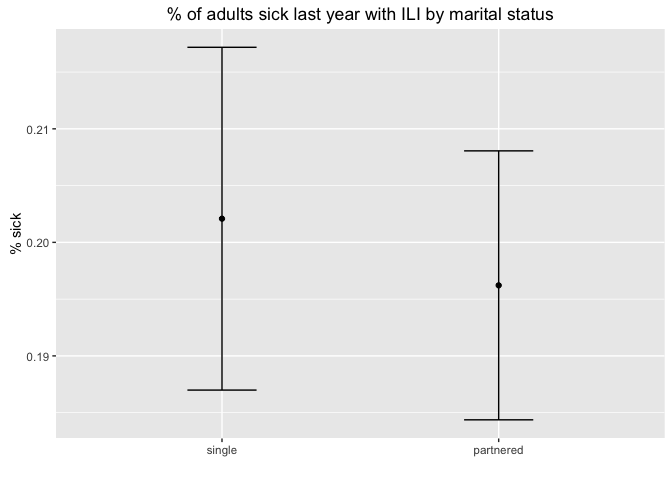 % of adults sick last year with ILI by marital status
% sick
0.21
0.20
0.19
single
partnered